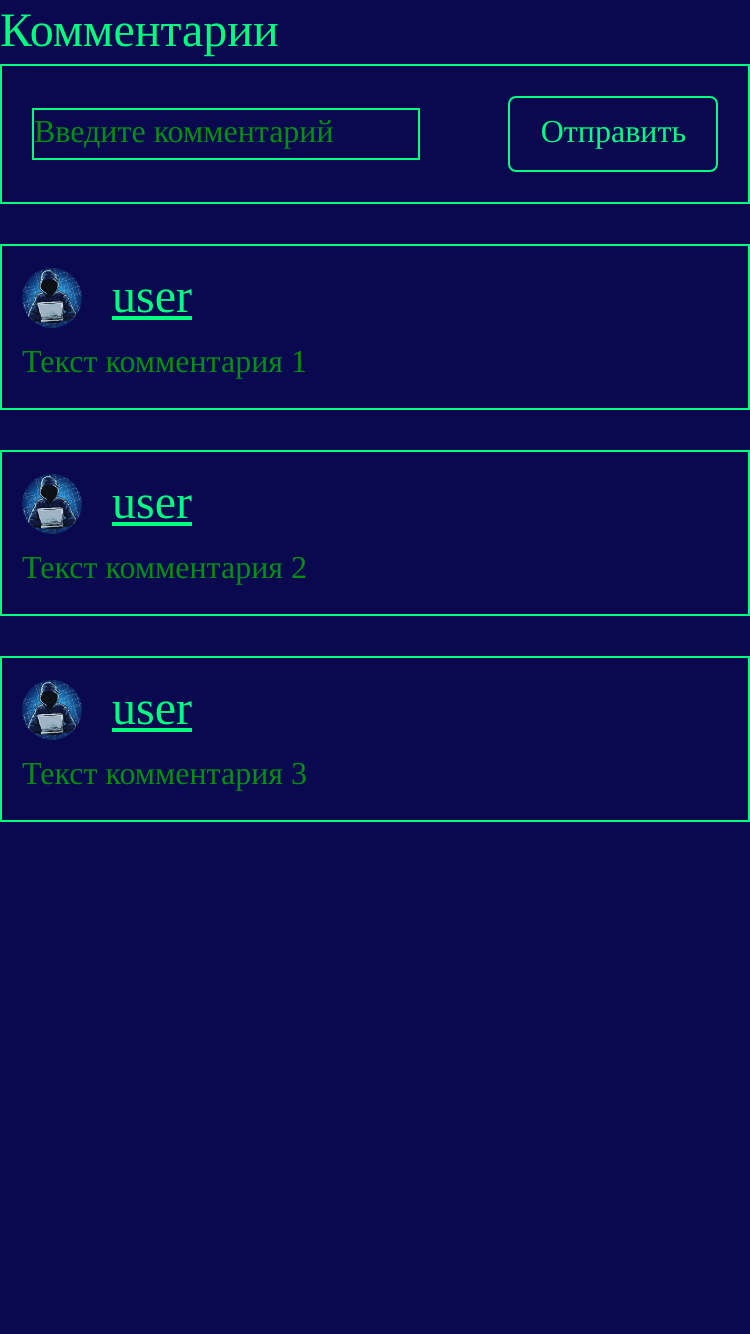 Комментарии
Введите комментарий
Отправить
user
Текст комментария 1
user
Текст комментария 2
user
Текст комментария 3